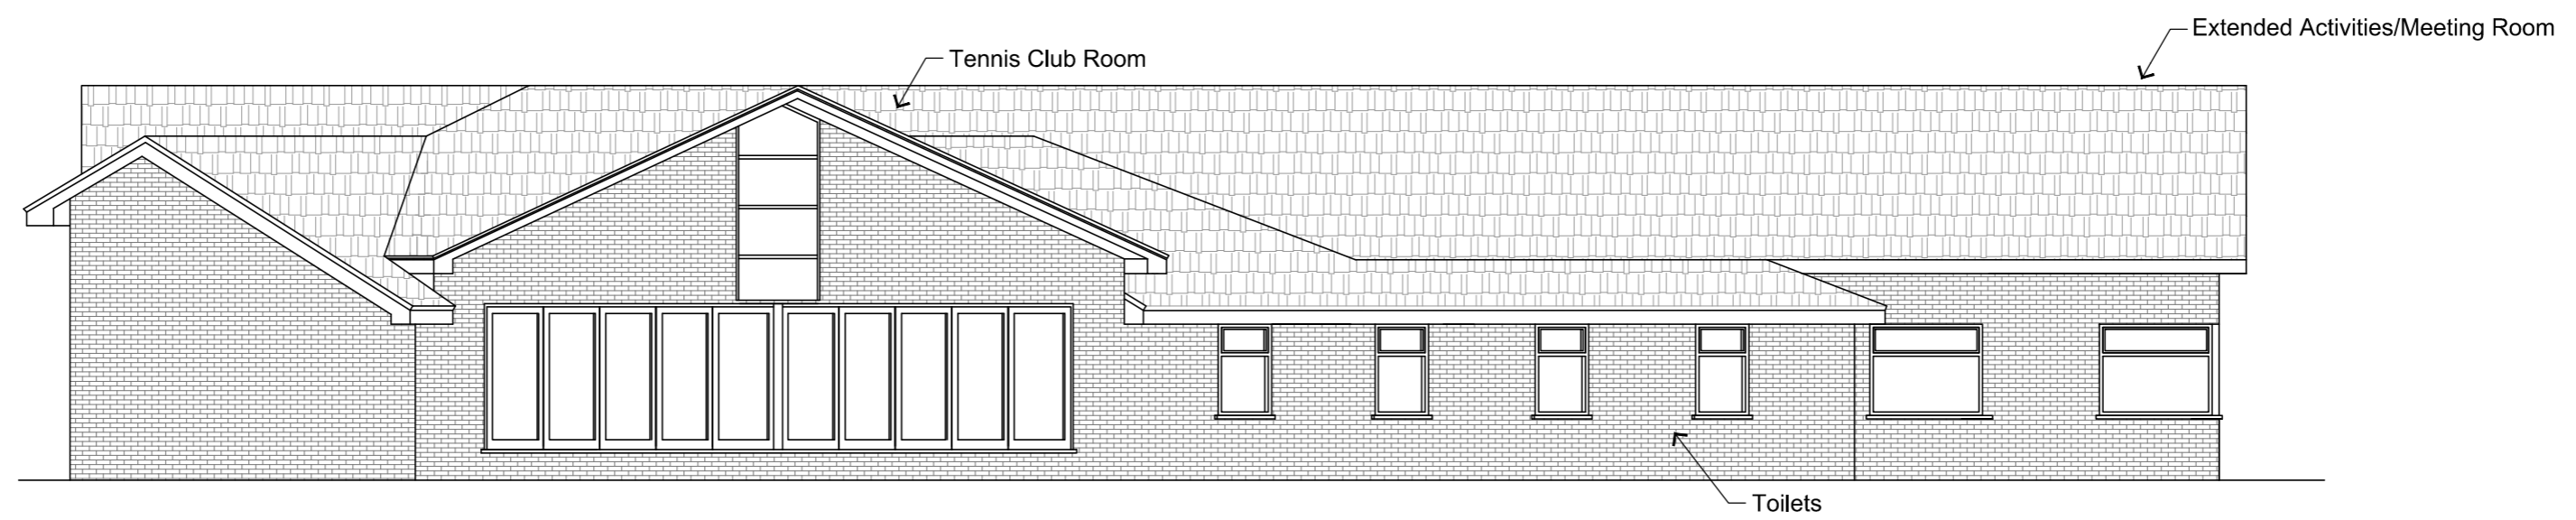 Extended Activities/Meeting Room
Tennis Club Room
Toilets